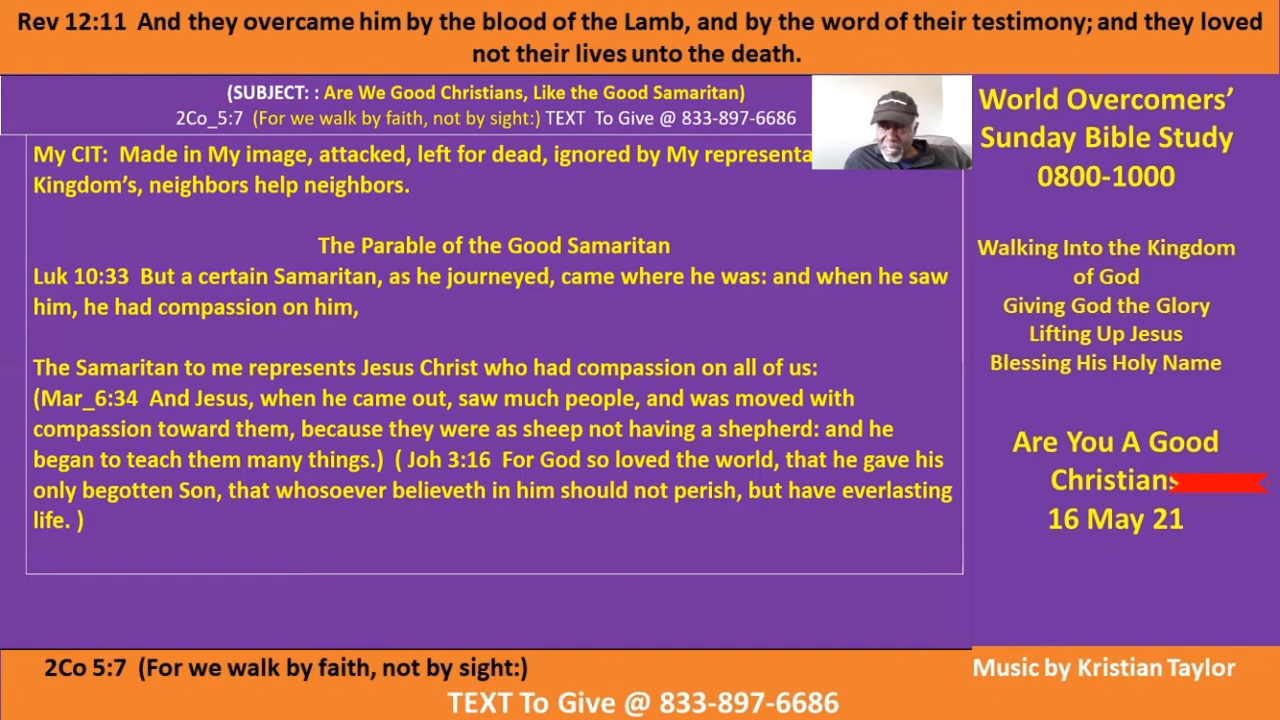 Rev 12:11 And they overcame him by the blood of the Lamb, and by the word of their testimony; and they loved
not their lives unto the death.
(SUBJECT: : Are We Good Christians, Like the Good Samaritan)
2Co_5:7 (For we walk by faith, not by sight:) TEXT To Give @ 833-897-6686
My CIT: Made in My image, attacked, left for dead, ignored by My
Kingdom's, neighbors help neighbors.
The Parable of the Good Samaritan
Luk 10:33 But a certain Samaritan, as he journeyed, came where he was: and when he saw
him, he had compassion on him,
The Samaritan to me represents Jesus Christ who had compassion on all of us:
(Mar_6:34 And Jesus, when he came out, saw much people, and was moved with
compassion toward them, because they were as sheep not having a shepherd: and he
began to teach them many things.) ( Joh 3:16 For God so loved the world, that he gave his
only begotten Son, that whosoever believeth in him should not perish, but have everlasting
life. )
World Overcomers'
Sunday Bible Study
0800-1000
Walking Into the Kingdom
of God
Giving God the Glory
Lifting Up Jesus
Blessing His Holy Name
Are You A Good
Christians
16 May 21
2Co 5:7 (For we walk by faith, not by sight:)
Music by Kristian Taylor
TEXT To Give @ 833-897-6686